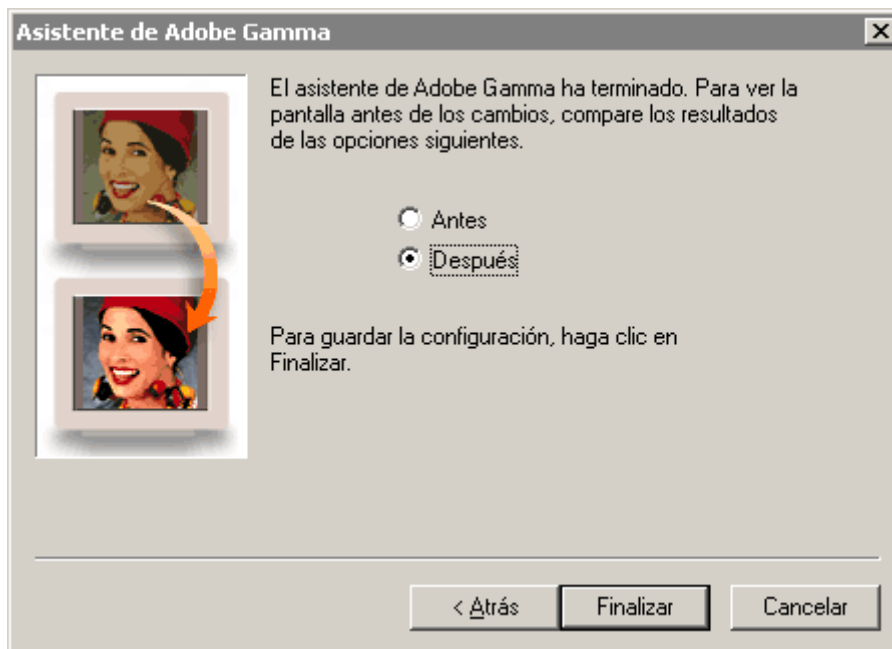 Asistente de Adobe Gamma
El asistente de Adobe Gamma ha terminado. Para ver la
pantalla antes de los cambios, compare los resultados
de las opciones siguientes.
Antes
Después
Para guardar la configuración, haga clic en
Finalizar.
< Atrás
Finalizar
Cancelar